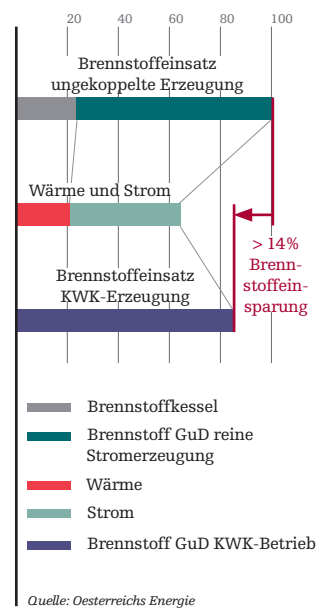 20 40 60 80 100
Brennstoffeinsatz
ungekoppelte Erzeugung
Wärme und Strom
> 14%
Brenn-
stoffein-
sparung
Brennstoffeinsatz
KWK-Erzeugung
Brennstoffkessel
Brennstoff GuD reine
Stromerzeugung
Wärme
Strom
Brennstoff GuD KWK-Betrieb
Quelle: Oesterreichs Energie